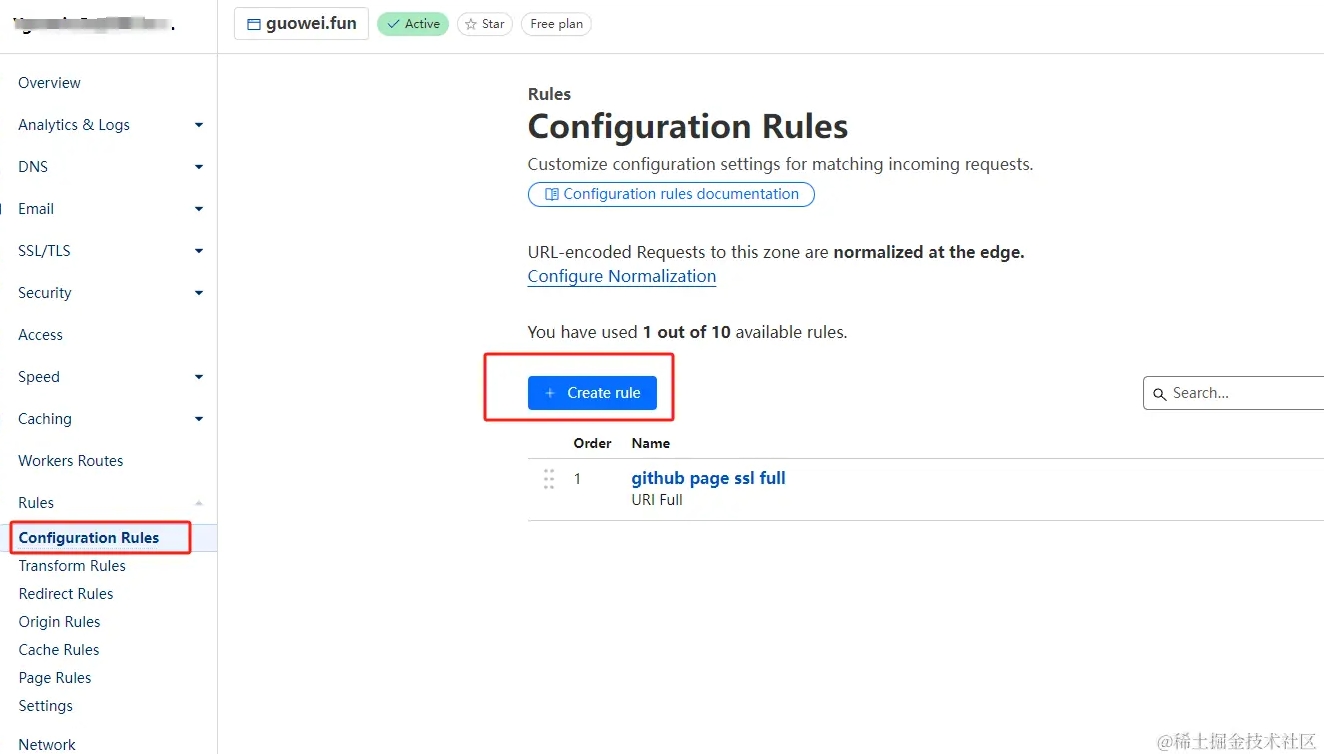 guowei.fun
Active
Star
Free plan
Overview
Analytics & Logs
DNS
Email
SSL/TLS
Security
Access
Speed
Caching
Workers Routes
Rules
Configuration Rules
Transform Rules
Redirect Rules
Origin Rules
Cache Rules
Page Rules
Settings
Network
Rules
Configuration Rules
Customize configuration settings for matching incoming requests.
Configuration rules documentation
URL-encoded Requests to this zone are normalized at the edge.
Configure Normalization
You have used 1 out of 10 available rules.
+ Create rule
Search...
Order Name
1 github page ssl full
URI Full
@稀土掘金技术社区